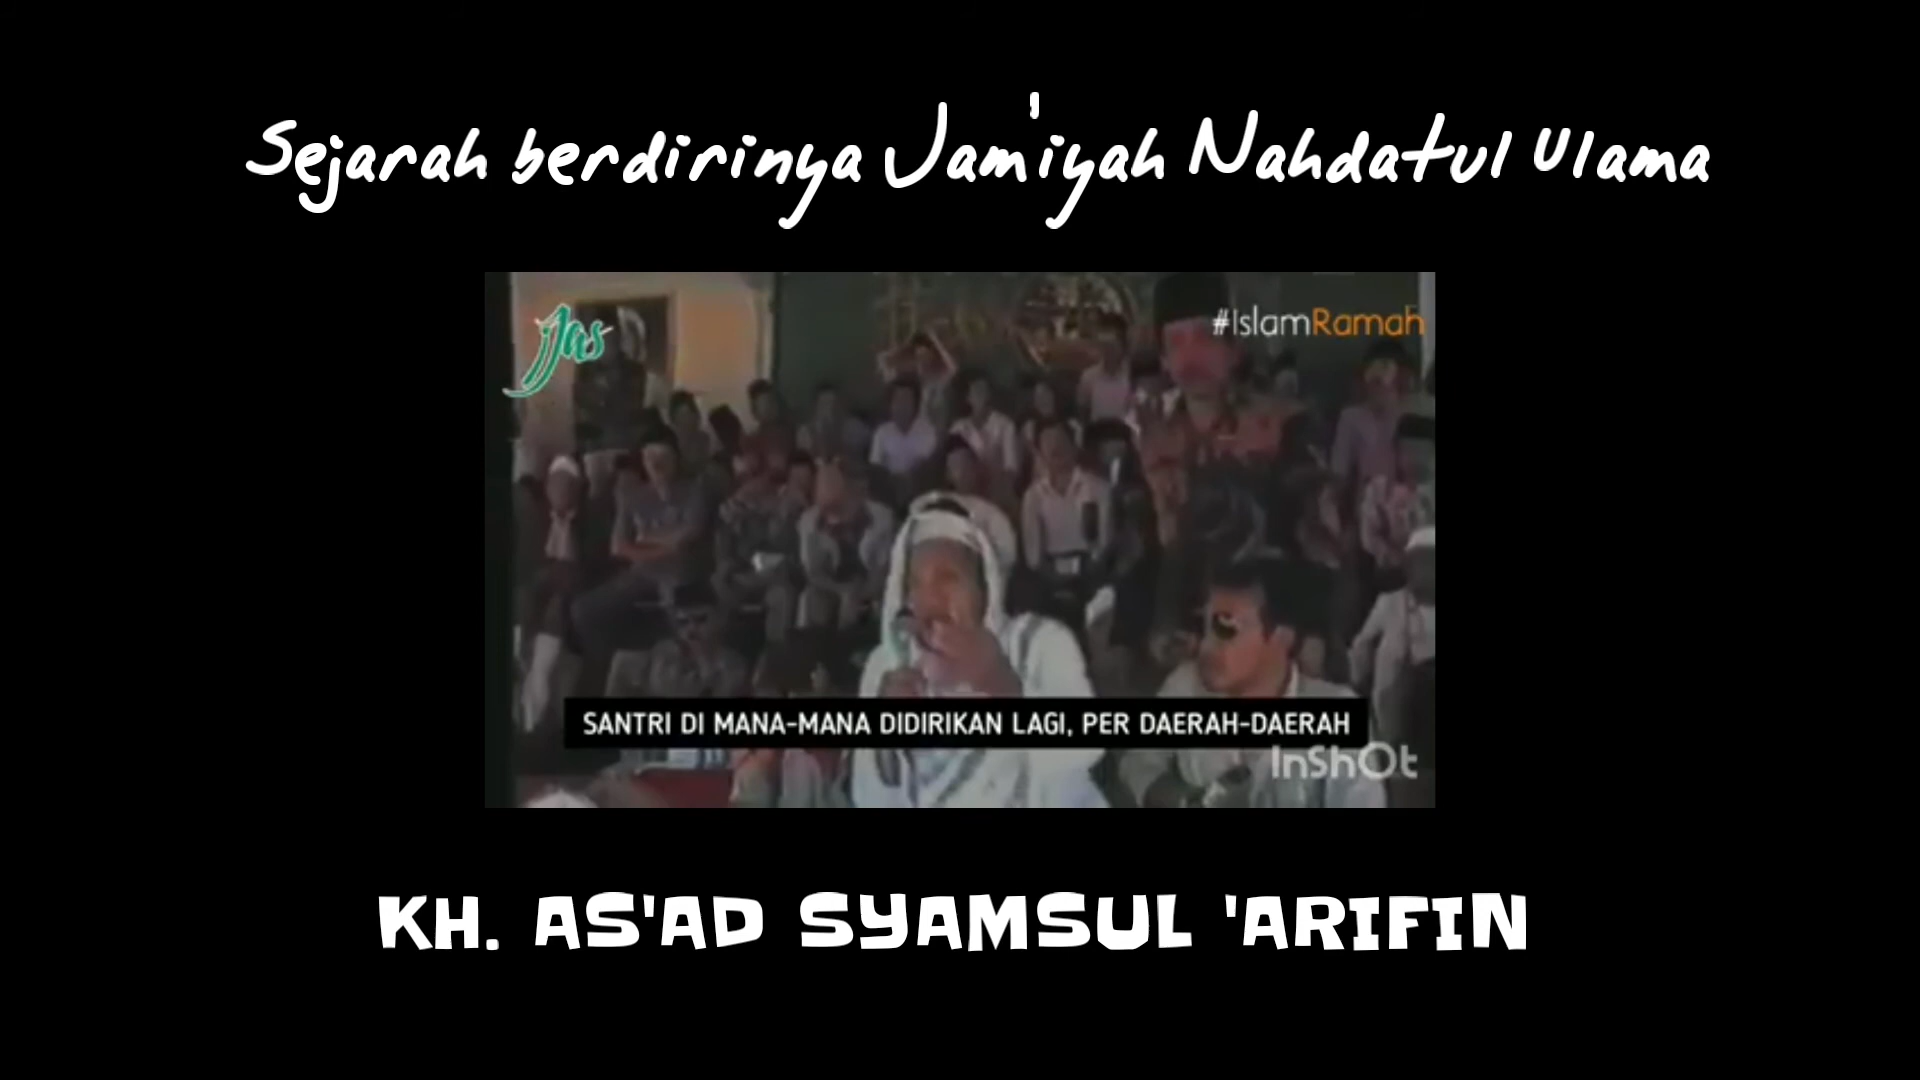 Sejarah berdirinya Jam'iyah Nahdatul Ulama
jJas
#IslamRamah
SANTRI DI MANA-MANA DIDIRIKAN LAGI, PER DAERAH-DAERAH
InShOt
KH. AS'AD SYAMSUL 'ARIFIN